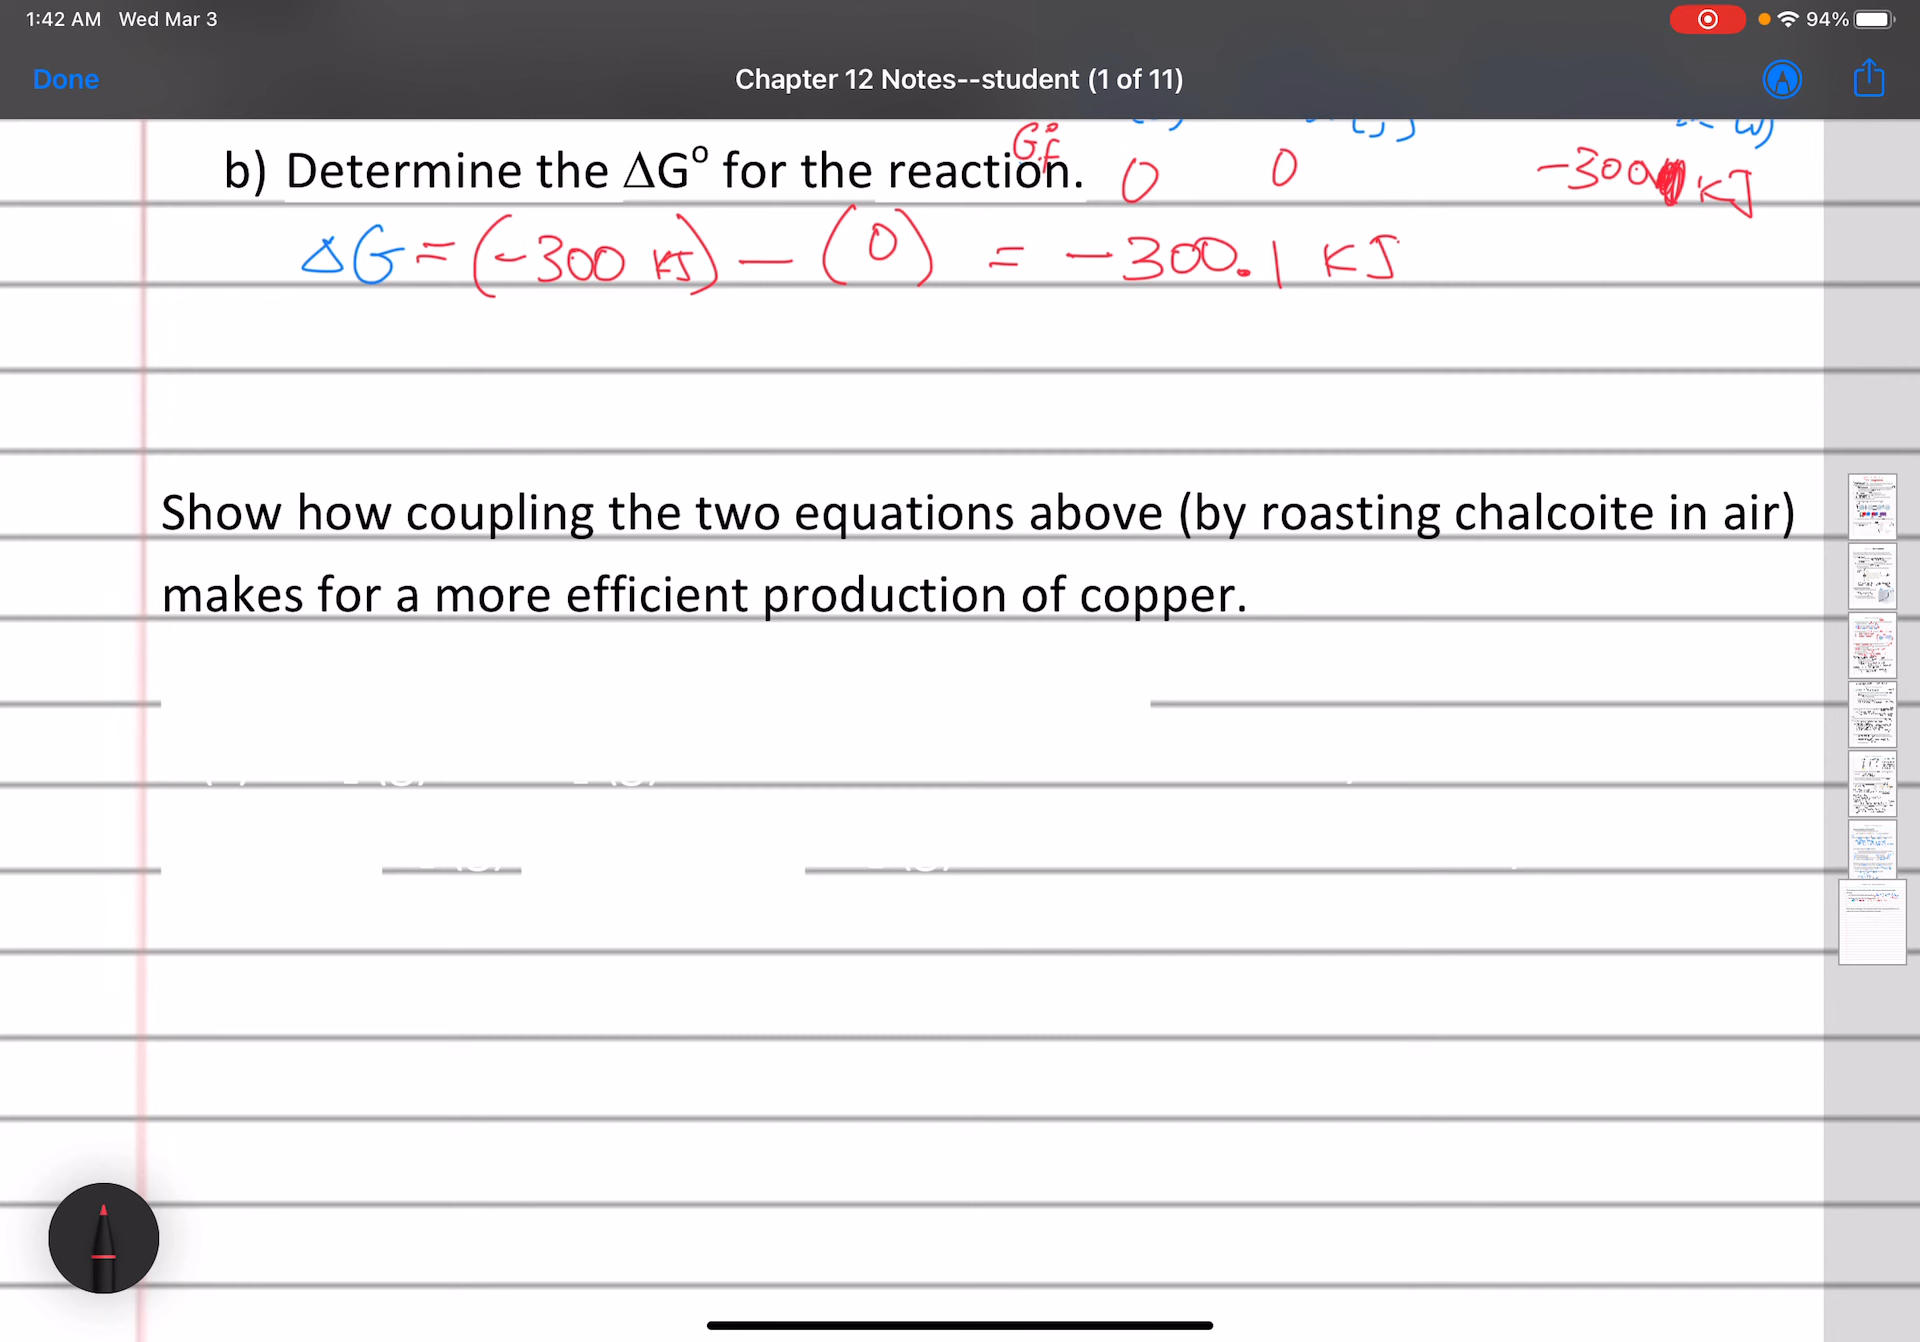 1:42 AM Wed Mar 3
94%
Done
Chapter 12 Notes--student (1 of 11)
G°f
b) Determine the ΔG° for the reaction. 0 0 -300 kJ
ΔG = (-300 kJ) - (0) = -300.1 kJ
Show how coupling the two equations above (by roasting chalcoite in air)
makes for a more efficient production of copper.